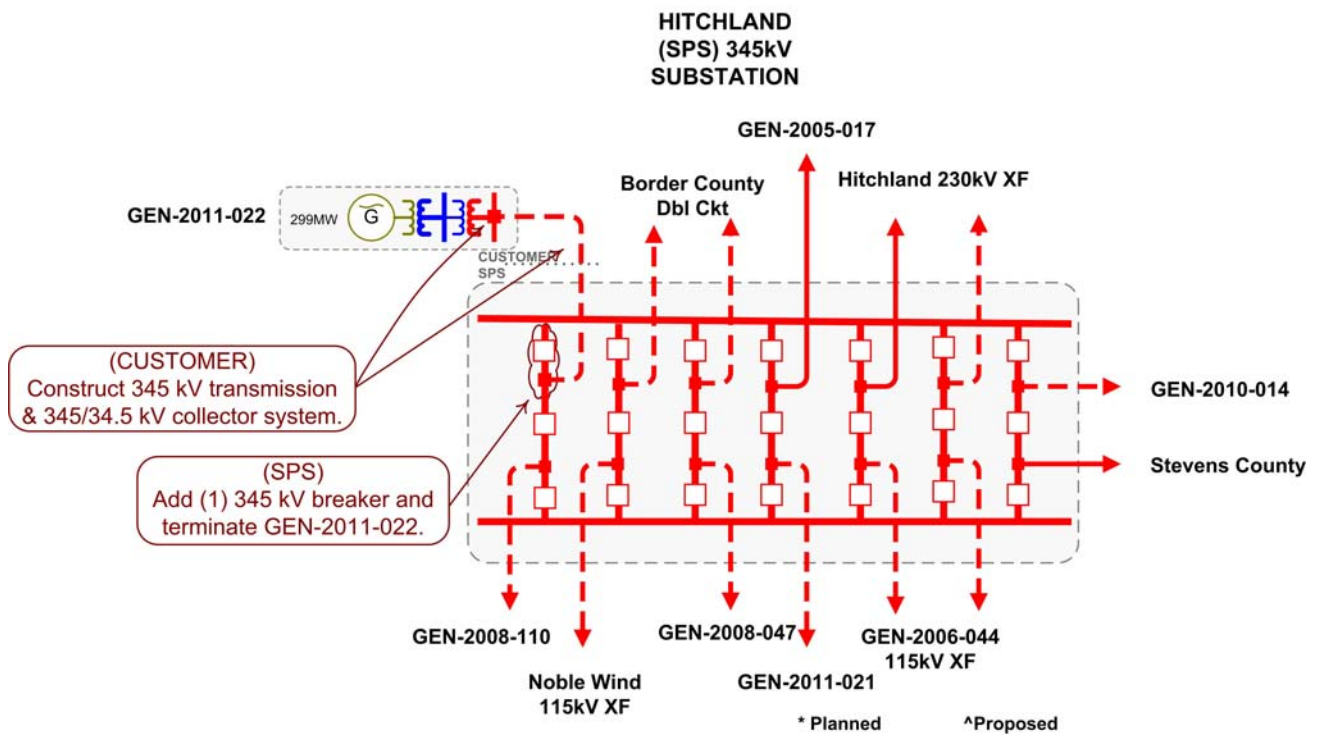 HITCHLAND
(SPS) 345kV
SUBSTATION
GEN-2005-017
Border County
Dbl Ckt
Hitchland 230kV XF
GEN-2011-022
299MW
G
CUSTOMER
SPS
(CUSTOMER)
Construct 345 kV transmission
& 345/34.5 kV collector system.
GEN-2010-014
Stevens County
(SPS)
Add (1) 345 kV breaker and
terminate GEN-2011-022.
GEN-2008-110
GEN-2008-047
GEN-2006-044
115kV XF
Noble Wind
115kV XF
GEN-2011-021
* Planned
^Proposed